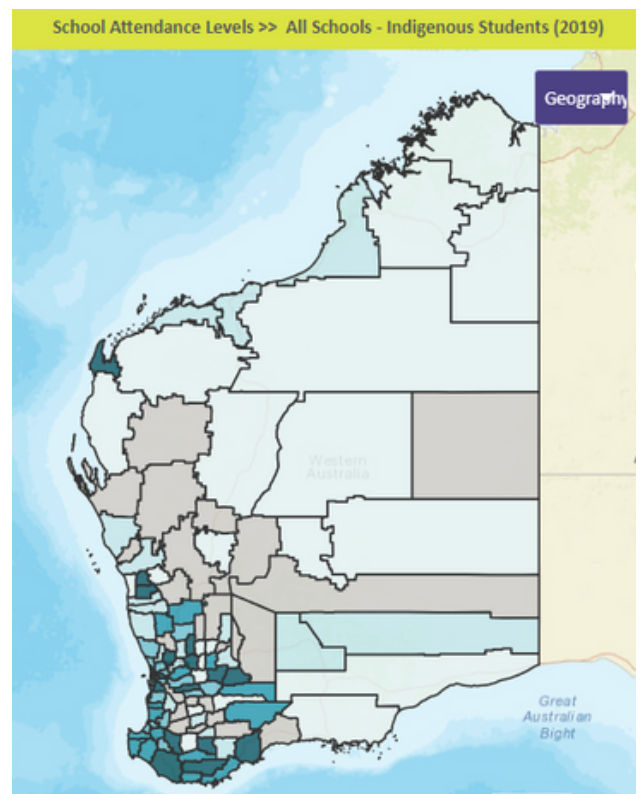 School Attendance Levels >> All Schools - Indigenous Students (2019)
Geography
Western
Australia
Great
Australian
Bight